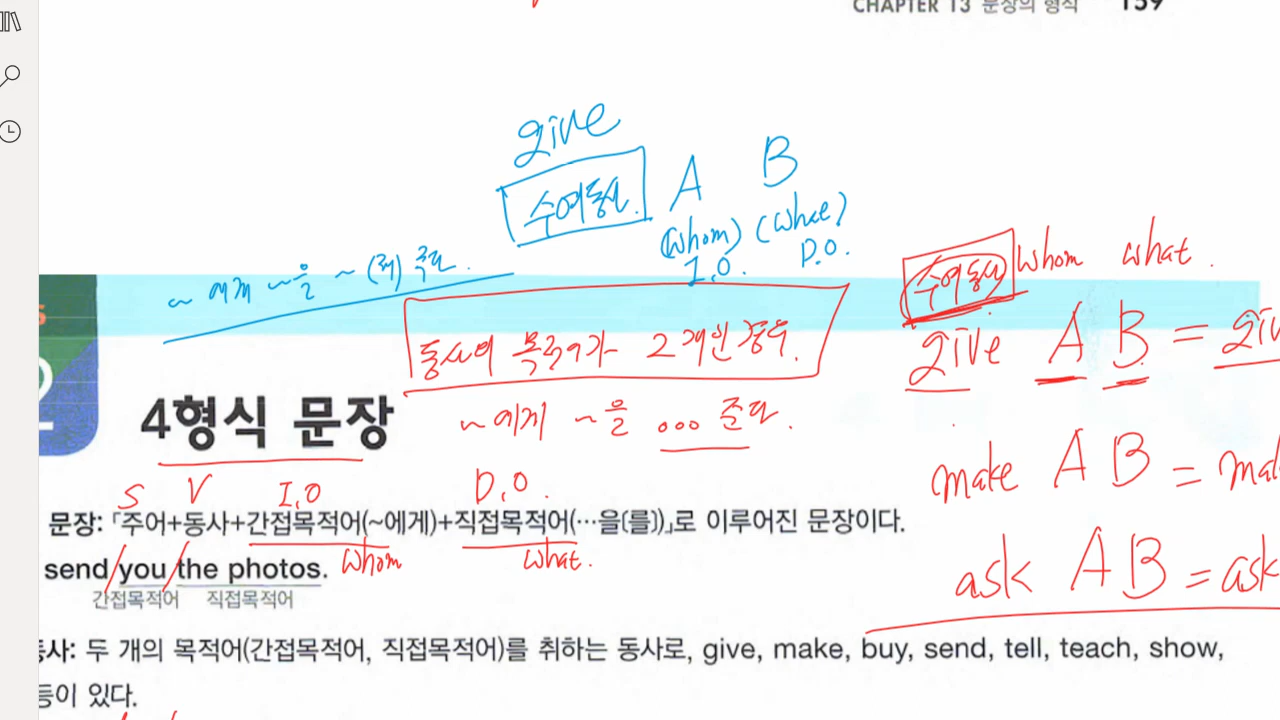 CHAPTER 13 문장의 형식 159
give
수여동사. A B
(whom) (what)
I.O. D.O.
~에게 ~을 ~ (해) 준다.
수여동사 whom what.
동사의 목적어가 2개인 경우.
give A B =
4형식 문장
~에게 ~을 ... 준다.
make A B =
S V I.O D.O.
문장: 「주어+동사+간접목적어(~에게)+직접목적어(…을(를))」로 이루어진 문장이다.
whom what.
send / you / the photos.
간접목적어 직접목적어
ask A B = ask
동사: 두 개의 목적어(간접목적어, 직접목적어)를 취하는 동사로, give, make, buy, send, tell, teach, show,
등이 있다.